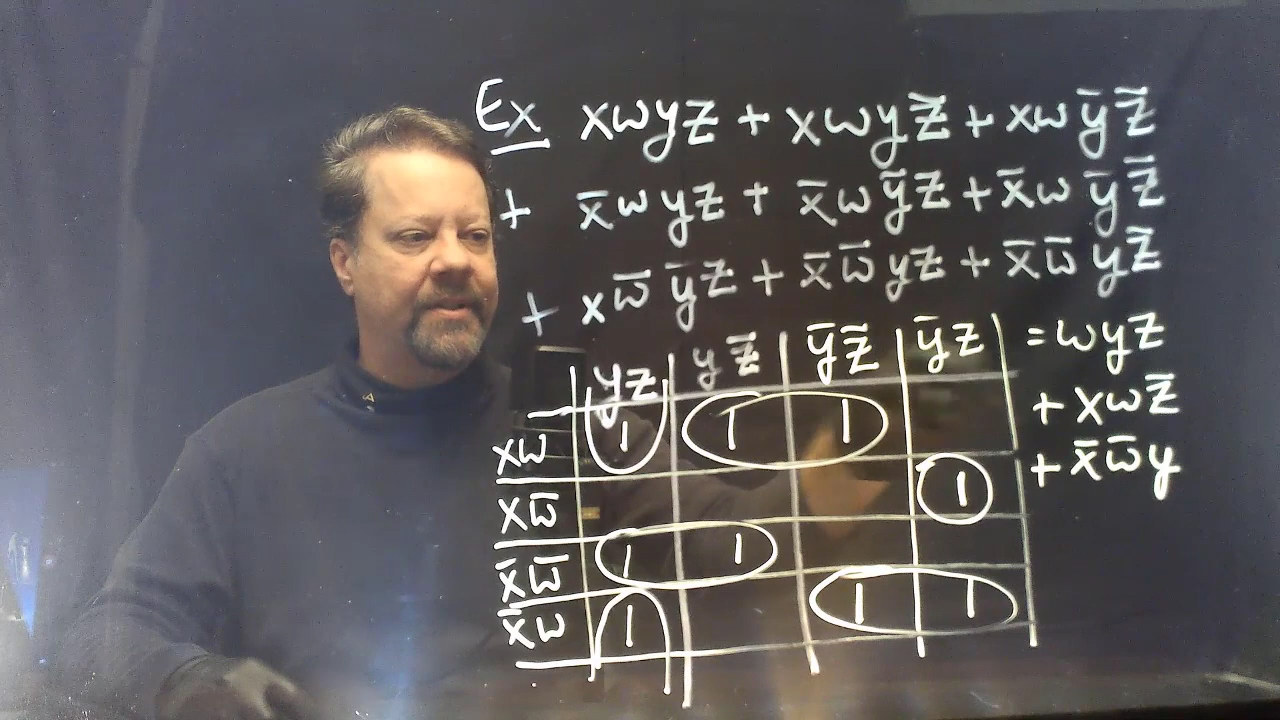 Ex xwyz + xwyz̄ + xwȳz̄
+ x̄wyz + x̄wȳz + x̄wȳz̄
+ xw̄ȳz + x̄w̄yz + x̄w̄yz̄
yz yz̄ ȳz̄ ȳz = wyz
+ xwz̄
+ x̄w̄y
xw 1 1 1
xw̄ 1
x̄w̄ 1 1
x̄w 1 1 1